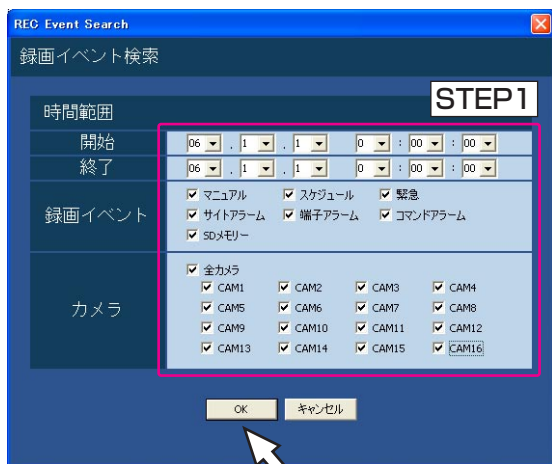 REC Event Search
録画イベント検索
STEP1
時間範囲
開始 06 . 1 . 1 0 : 00 : 00
終了 06 . 1 . 1 0 : 00 : 00
録画イベント
マニュアル スケジュール 緊急
サイトアラーム 端子アラーム コマンドアラーム
SDメモリー
カメラ
全カメラ
CAM1 CAM2 CAM3 CAM4
CAM5 CAM6 CAM7 CAM8
CAM9 CAM10 CAM11 CAM12
CAM13 CAM14 CAM15 CAM16
OK キャンセル